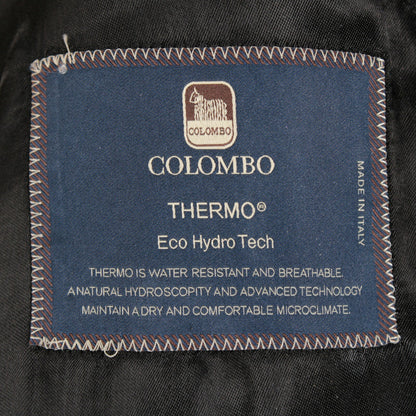 COLOMBO
COLOMBO
THERMO®
Eco Hydro Tech
MADE IN ITALY
THERMO IS WATER RESISTANT AND BREATHABLE.
A NATURAL HYDROSCOPITY AND ADVANCED TECHNOLOGY
MAINTAIN A DRY AND COMFORTABLE MICROCLIMATE.